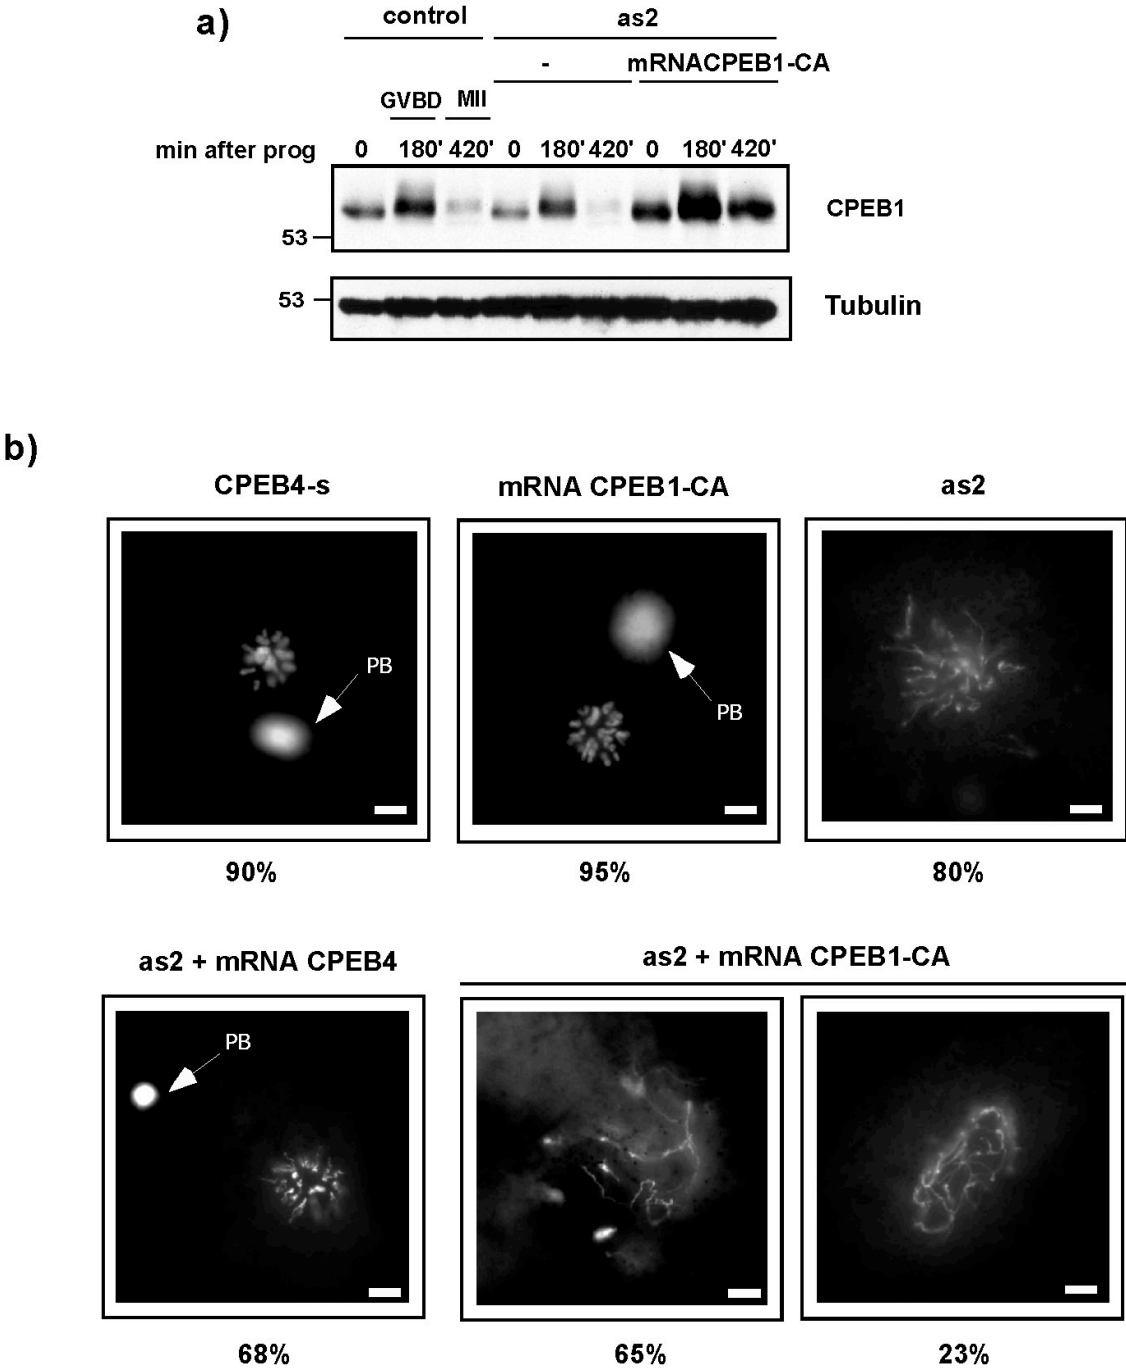 a)
control as2
- mRNACPEB1-CA
GVBD MII
min after prog 0 180' 420' 0 180' 420' 0 180' 420'
CPEB1
53
53
Tubulin
b)
CPEB4-s mRNA CPEB1-CA as2
PB
PB
90% 95% 80%
as2 + mRNA CPEB4 as2 + mRNA CPEB1-CA
PB
68% 65% 23%